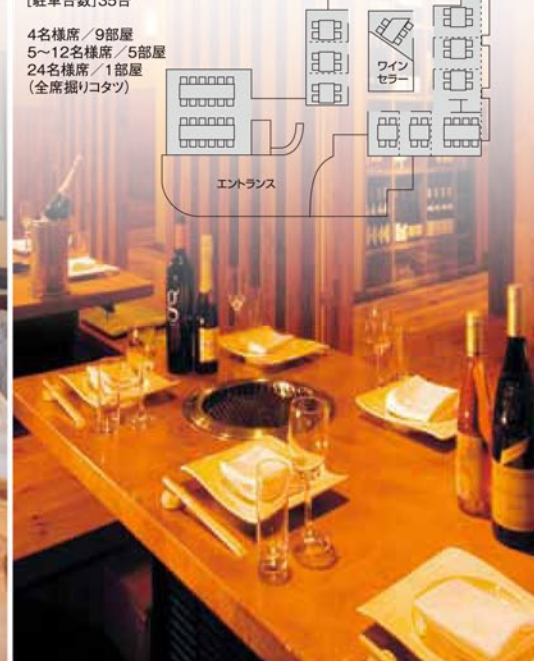 [駐車台数]35台
4名様席／9部屋
5〜12名様席／5部屋
24名様席／1部屋
(全席掘りコタツ)
ワイン
セラー
エントランス
g